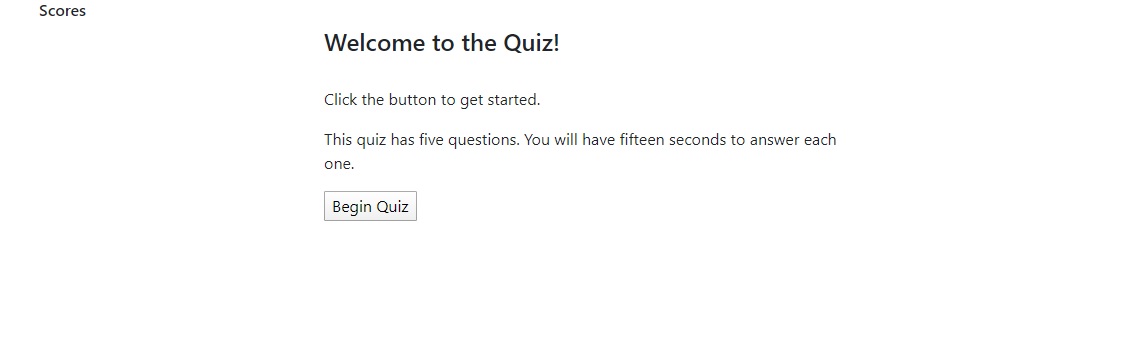 Scores
Welcome to the Quiz!
Click the button to get started.
This quiz has five questions. You will have fifteen seconds to answer each
one.
Begin Quiz